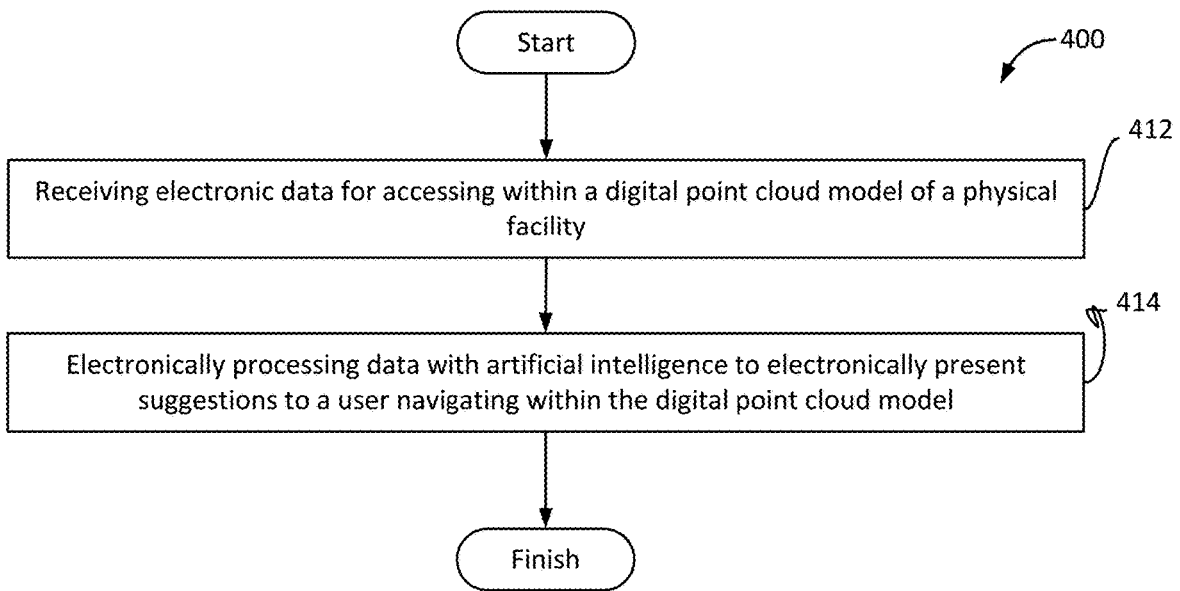 Start
400
412
Receiving electronic data for accessing within a digital point cloud model of a physical
facility
414
Electronically processing data with artificial intelligence to electronically present
suggestions to a user navigating within the digital point cloud model
Finish